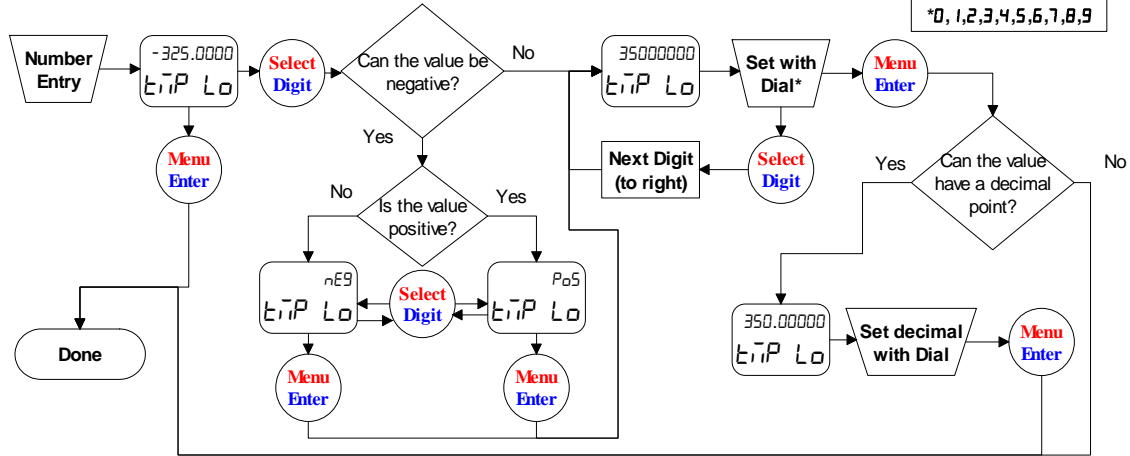 *0,1,2,3,4,5,6,7,8,9
Number
Entry
-325.0000
tmP Lo
Select
Digit
Can the value be
negative?
No
35000000
tmP Lo
Set with
Dial*
Menu
Enter
Menu
Enter
Yes
Next Digit
(to right)
Select
Digit
Yes
Can the value
have a decimal
point?
No
No
Is the value
positive?
Yes
nEg
tmP Lo
Select
Digit
PoS
tmP Lo
350.00000
tmP Lo
Set decimal
with Dial
Menu
Enter
Done
Menu
Enter
Menu
Enter